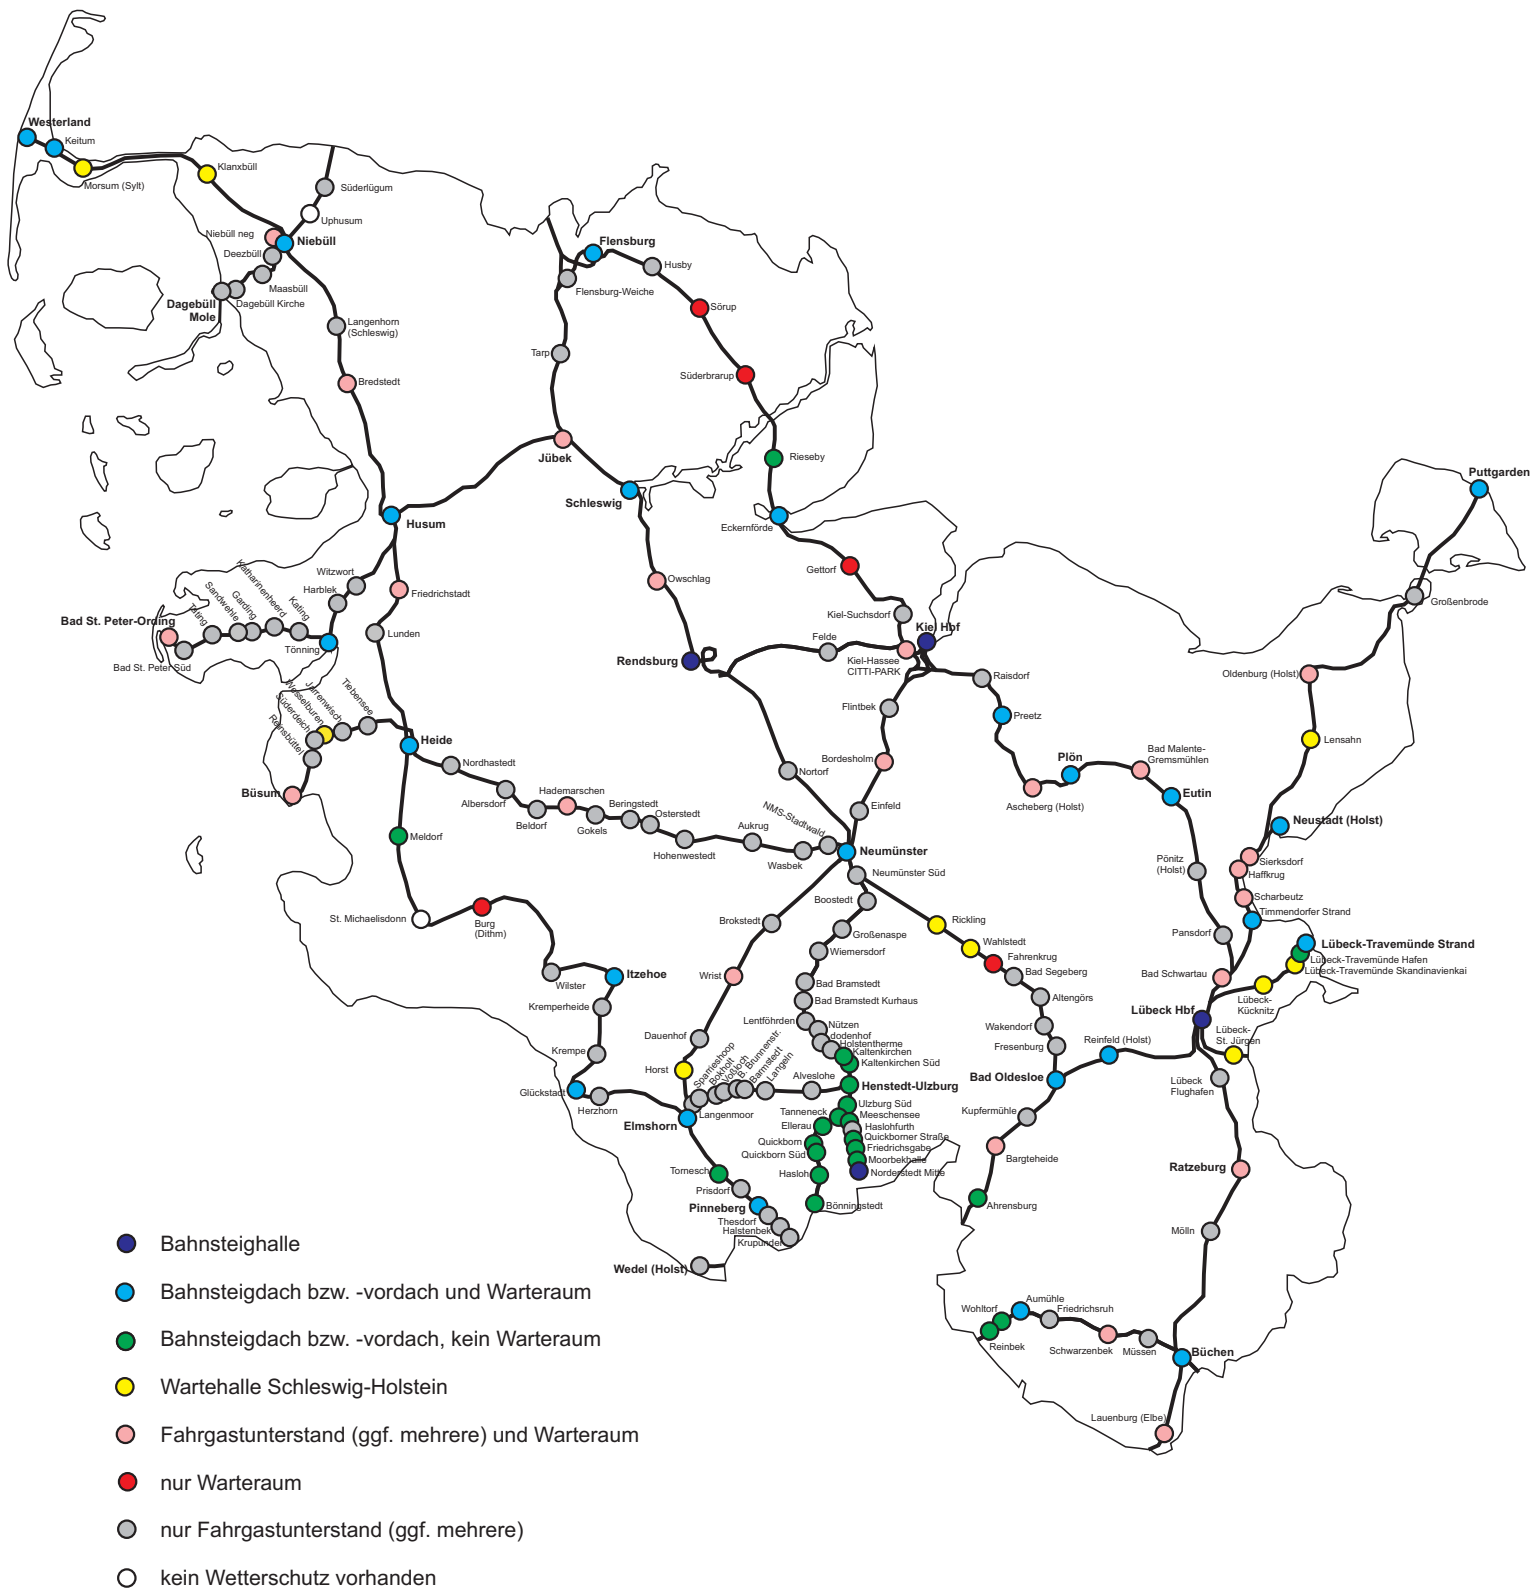 Westerland
Keitum
Morsum (Sylt)
Klanxbüll
Süderlügum
Uphusum
Niebüll neg
Niebüll
Deezbüll
Maasbüll
Dagebüll Kirche
Dagebüll
Mole
Langenhorn
(Schleswig)
Bredstedt
Flensburg
Husby
Flensburg-Weiche
Sörup
Tarp
Süderbrarup
Jübek
Rieseby
Schleswig
Eckernförde
Husum
Puttgarden
Gettorf
Owschlag
Witzwort
Harblek
Friedrichstadt
Katharinenheerd
Kating
Garding
Sandwehle
Tating
Bad St. Peter-Ording
Bad St. Peter Süd
Tönning
Lunden
Großenbrode
Kiel-Suchsdorf
Kiel Hbf
Felde
Kiel-Hassee
CITTI-PARK
Rendsburg
Raisdorf
Oldenburg (Holst)
Flintbek
Preetz
Tiebensee
Jarrenwisch
Wesselburen
Süderdeich
Reinsbüttel
Büsum
Heide
Nordhastedt
Lensahn
Bordesholm
Plön
Bad Malente-
Gremsmühlen
Nortorf
Ascheberg (Holst)
Eutin
Albersdorf
Hademarschen
Beldorf
Gokels
Beringstedt
Osterstedt
Hohenwestedt
Aukrug
Wasbek
NMS-Stadtwald
Einfeld
Neumünster
Neustadt (Holst)
Meldorf
Neumünster Süd
Pönitz
(Holst)
Sierksdorf
Haffkrug
Scharbeutz
Timmendorfer Strand
St. Michaelisdonn
Burg
(Dithm)
Brokstedt
Boostedt
Großenaspe
Wiemersdorf
Rickling
Wahlstedt
Fahrenkrug
Bad Segeberg
Pansdorf
Lübeck-Travemünde Strand
Lübeck-Travemünde Hafen
Lübeck-Travemünde Skandinavienkai
Bad Schwartau
Lübeck-
Kücknitz
Wilster
Itzehoe
Wrist
Bad Bramstedt
Bad Bramstedt Kurhaus
Altengörs
Kremperheide
Lentföhrden
Nützen
dodenhof
Holstentherme
Kaltenkirchen
Kaltenkirchen Süd
Wakendorf
Fresenburg
Reinfeld (Holst)
Lübeck Hbf
Lübeck-
St. Jürgen
Dauenhof
Krempe
Horst
Sparrieshoop
Bokholt
Voßloch
B. Brunnenstr.
Barmstedt
Langeln
Alveslohe
Henstedt-Ulzburg
Bad Oldesloe
Lübeck
Flughafen
Glückstadt
Herzhorn
Langenmoor
Elmshorn
Ulzburg Süd
Tanneneck
Meeschensee
Ellerau
Haslohfurth
Quickborner Straße
Quickborn
Friedrichsgabe
Quickborn Süd
Moorbekhalle
Norderstedt Mitte
Hasloh
Bönningstedt
Kupfermühle
Bargteheide
Ahrensburg
Ratzeburg
Tornesch
Prisdorf
Pinneberg
Thesdorf
Halstenbek
Krupunder
Wedel (Holst)
Mölln
Wohltorf
Aumühle
Friedrichsruh
Reinbek
Schwarzenbek
Müssen
Büchen
Lauenburg (Elbe)
Bahnsteighalle
Bahnsteigdach bzw. -vordach und Warteraum
Bahnsteigdach bzw. -vordach, kein Warteraum
Wartehalle Schleswig-Holstein
Fahrgastunterstand (ggf. mehrere) und Warteraum
nur Warteraum
nur Fahrgastunterstand (ggf. mehrere)
kein Wetterschutz vorhanden